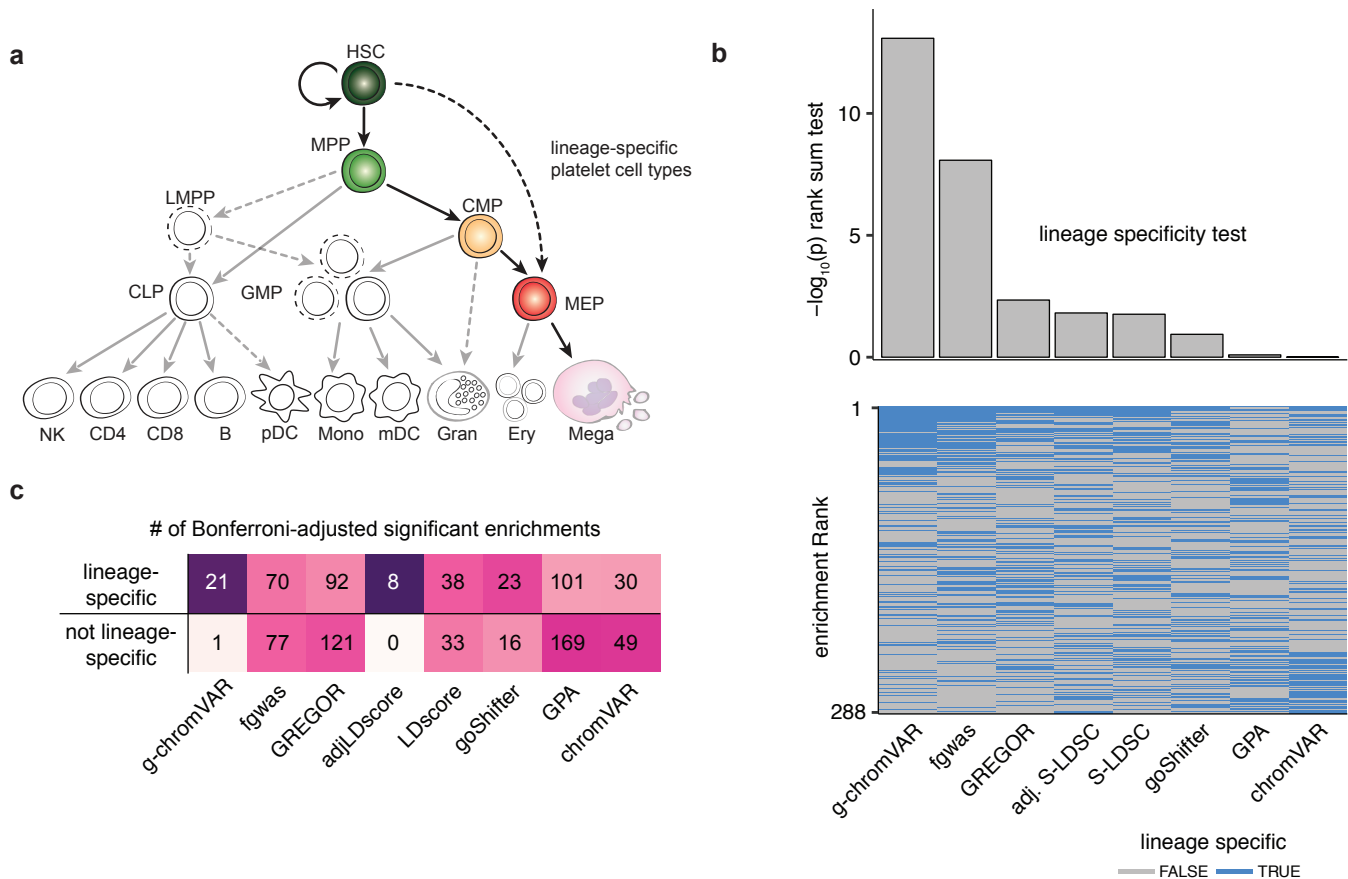 a
HSC
MPP
lineage-specific
platelet cell types
LMPP
CMP
CLP
GMP
MEP
NK CD4 CD8 B pDC Mono mDC Gran Ery Mega
b
−log10(p) rank sum test
10
5
0
lineage specificity test
enrichment Rank
1
288
g-chromVAR
fgwas
GREGOR
adj. S-LDSC
S-LDSC
goShifter
GPA
chromVAR
lineage specific
FALSE TRUE
c
# of Bonferroni-adjusted significant enrichments
lineage-
specific
21 70 92 8 38 23 101 30
not lineage-
specific
1 77 121 0 33 16 169 49
g-chromVAR
fgwas
GREGOR
adjLDscore
LDscore
goShifter
GPA
chromVAR